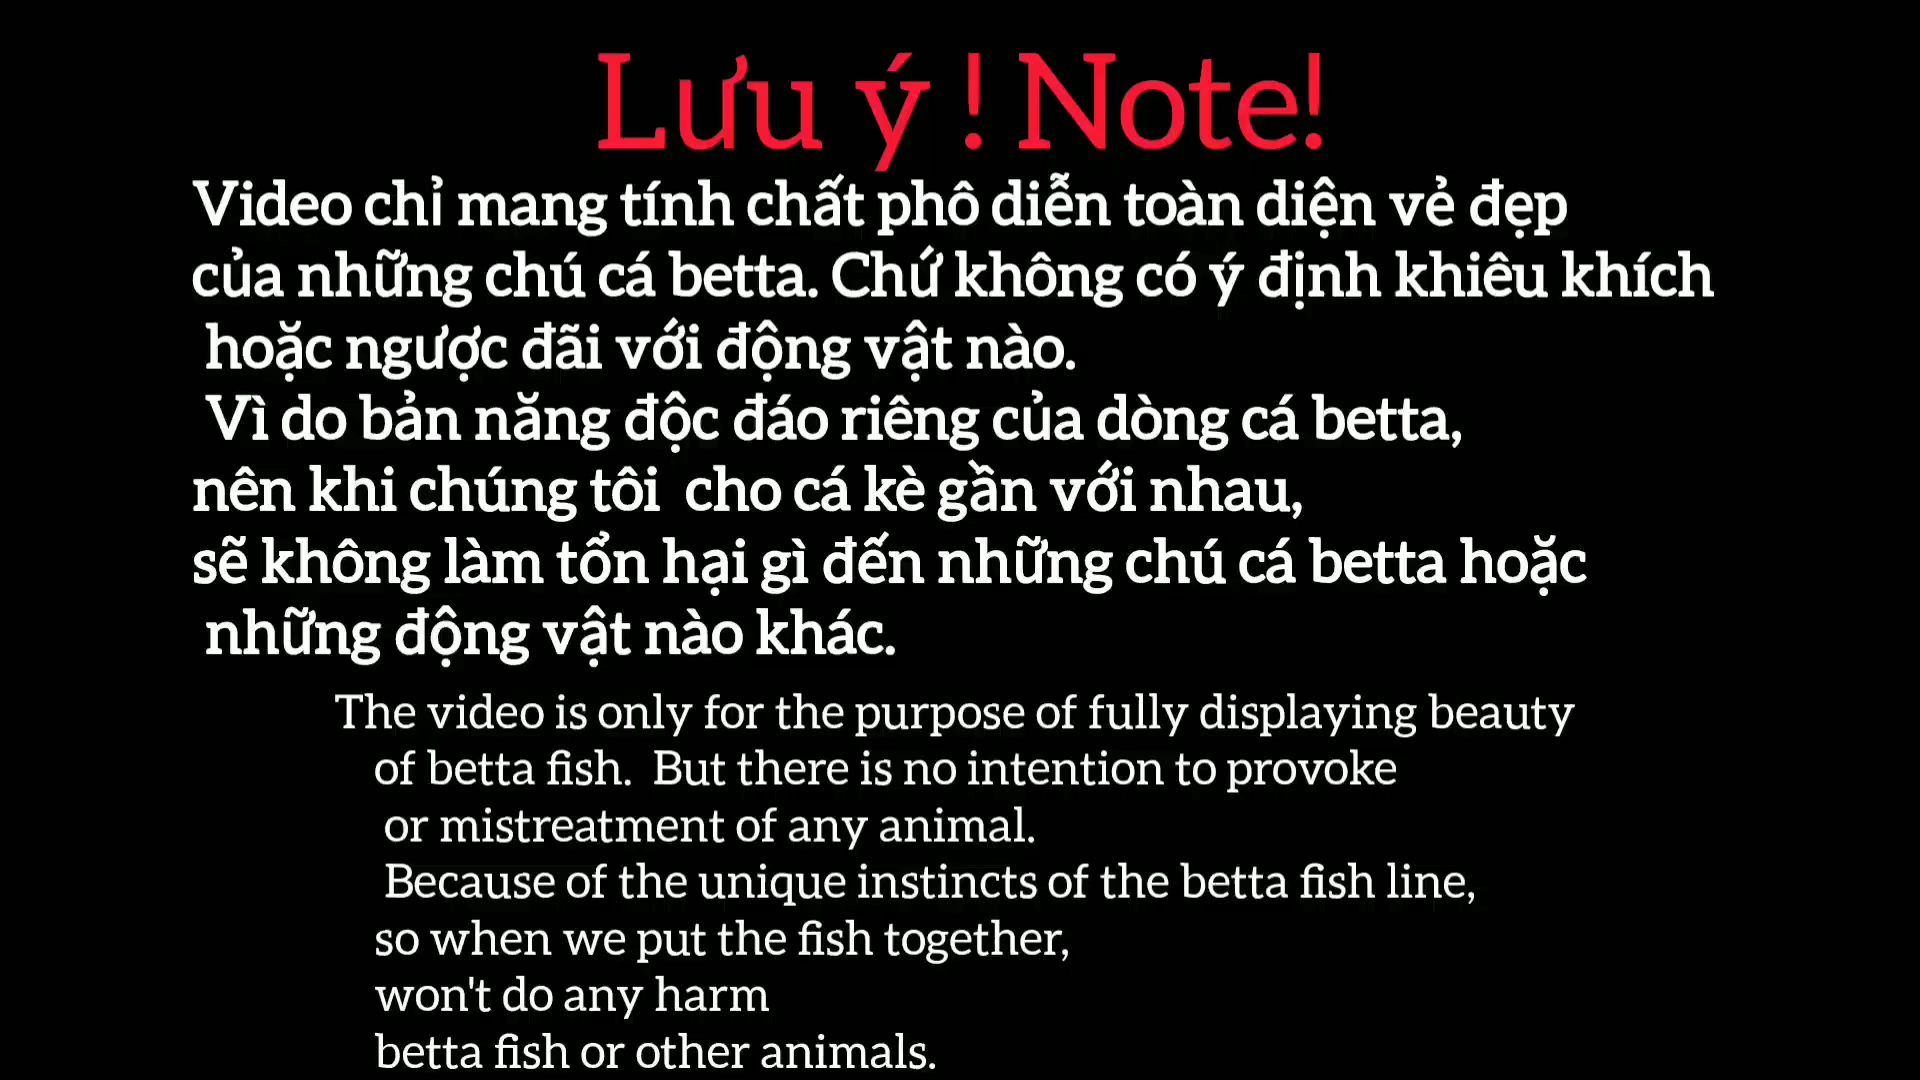 Lưu ý ! Note!
Video chỉ mang tính chất phô diễn toàn diện vẻ đẹp
của những chú cá betta. Chứ không có ý định khiêu khích
hoặc ngược đãi với động vật nào.
Vì do bản năng độc đáo riêng của dòng cá betta,
nên khi chúng tôi cho cá kè gần với nhau,
sẽ không làm tổn hại gì đến những chú cá betta hoặc
những động vật nào khác.
The video is only for the purpose of fully displaying beauty
of betta fish. But there is no intention to provoke
or mistreatment of any animal.
Because of the unique instincts of the betta fish line,
so when we put the fish together,
won't do any harm
betta fish or other animals.